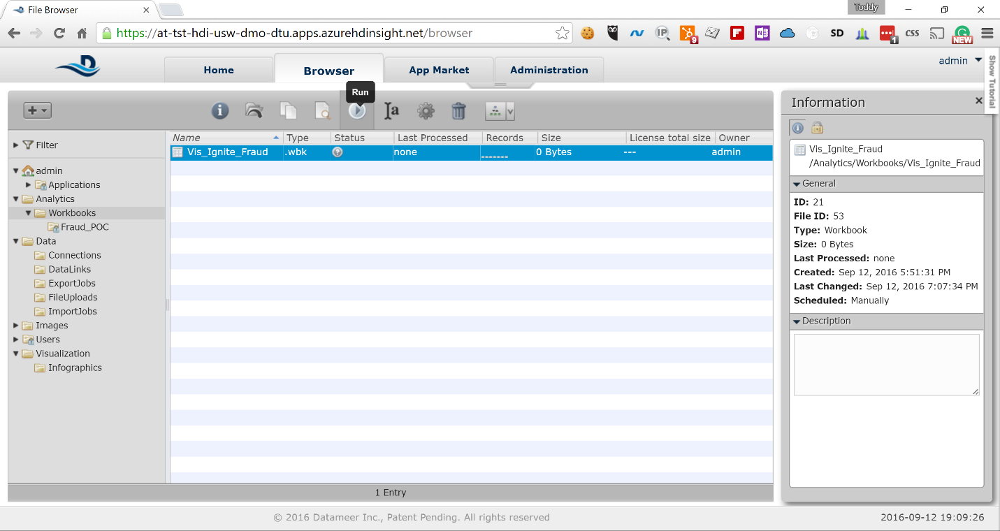 File Browser
Toddy
https://at-tst-hdi-usw-dmo-dtu.apps.azurehdinsight.net/browser
IP
9
N
SD
1
CSS
NEW
D
Home
Browser
App Market
Administration
admin
Show Tutorial
Run
Information
Filter
Name Type Status Last Processed Records Size License total size Owner
Vis_Ignite_Fraud .wbk none 0 Bytes --- admin
admin
Applications
Analytics
Workbooks
Fraud_POC
Data
Connections
DataLinks
ExportJobs
FileUploads
ImportJobs
Images
Users
Visualization
Infographics
Vis_Ignite_Fraud
/Analytics/Workbooks/Vis_Ignite_Fraud
General
ID: 21
File ID: 53
Type: Workbook
Size: 0 Bytes
Last Processed: none
Created: Sep 12, 2016 5:51:31 PM
Last Changed: Sep 12, 2016 7:07:34 PM
Scheduled: Manually
Description
1 Entry
© 2016 Datameer Inc., Patent Pending. All rights reserved
2016-09-12 19:09:26